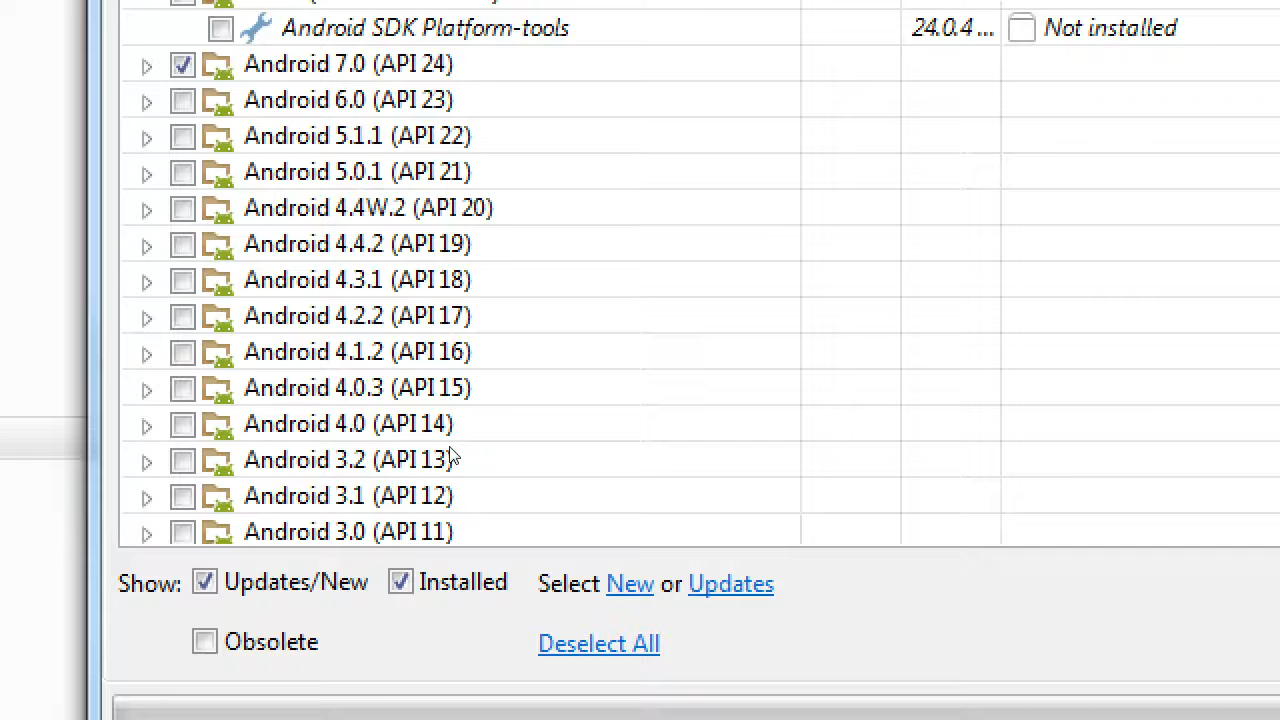 Android SDK Platform-tools 24.0.4 ... Not installed
Android 7.0 (API 24)
Android 6.0 (API 23)
Android 5.1.1 (API 22)
Android 5.0.1 (API 21)
Android 4.4W.2 (API 20)
Android 4.4.2 (API 19)
Android 4.3.1 (API 18)
Android 4.2.2 (API 17)
Android 4.1.2 (API 16)
Android 4.0.3 (API 15)
Android 4.0 (API 14)
Android 3.2 (API 13)
Android 3.1 (API 12)
Android 3.0 (API 11)
Show: Updates/New Installed Select New or Updates
Obsolete Deselect All